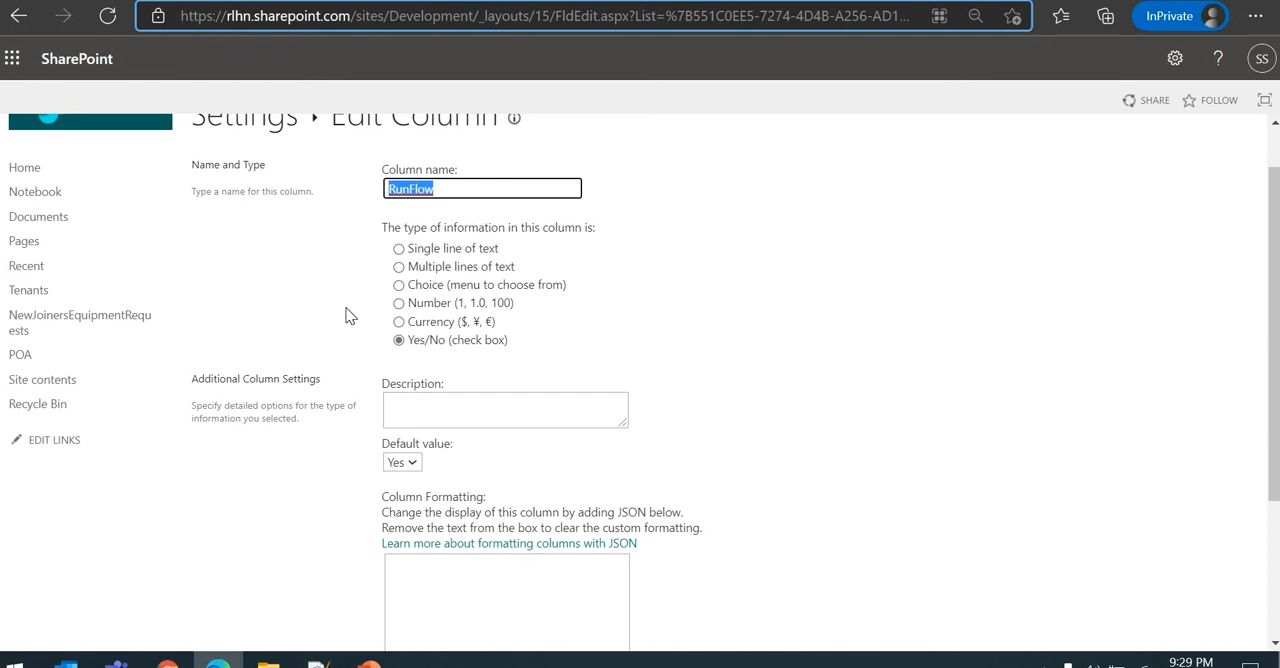 https://rlhn.sharepoint.com/sites/Development/_layouts/15/FldEdit.aspx?List=%7B551C0EE5-7274-4D4B-A256-AD1...
InPrivate
SharePoint
?
SS
SHARE
FOLLOW
Settings ▸ Edit Column
Home
Notebook
Documents
Pages
Recent
Tenants
NewJoinersEquipmentRequ
ests
POA
Site contents
Recycle Bin
EDIT LINKS
Name and Type
Type a name for this column.
Column name:
RunFlow
The type of information in this column is:
Single line of text
Multiple lines of text
Choice (menu to choose from)
Number (1, 1.0, 100)
Currency ($, ¥, €)
Yes/No (check box)
Additional Column Settings
Specify detailed options for the type of
information you selected.
Description:
Default value:
Yes
Column Formatting:
Change the display of this column by adding JSON below.
Remove the text from the box to clear the custom formatting.
Learn more about formatting columns with JSON
9:29 PM